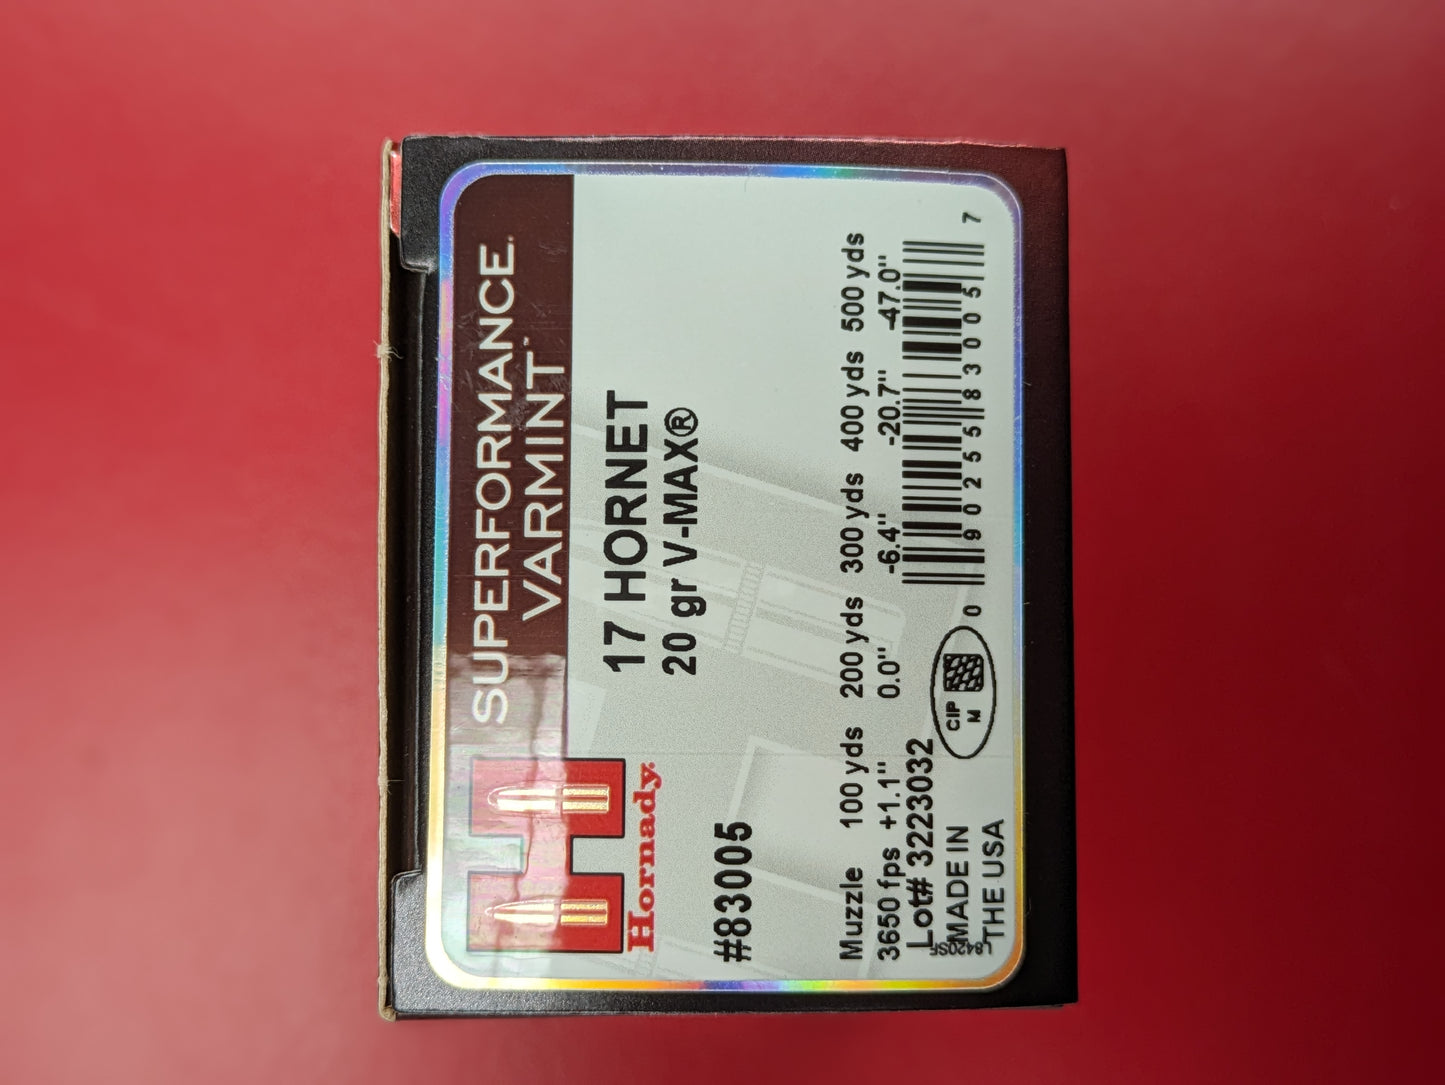 SUPERFORMANCE®
VARMINT™
Hornady®
17 HORNET
20 gr V-MAX®
#83005
Muzzle 100 yds 200 yds 300 yds 400 yds 500 yds
3650 fps +1.1" 0.0" -6.4" -20.7" -47.0"
Lot# 3223032
MADE IN
THE USA
L8420SF
CIP
M
0 90255 83005 7